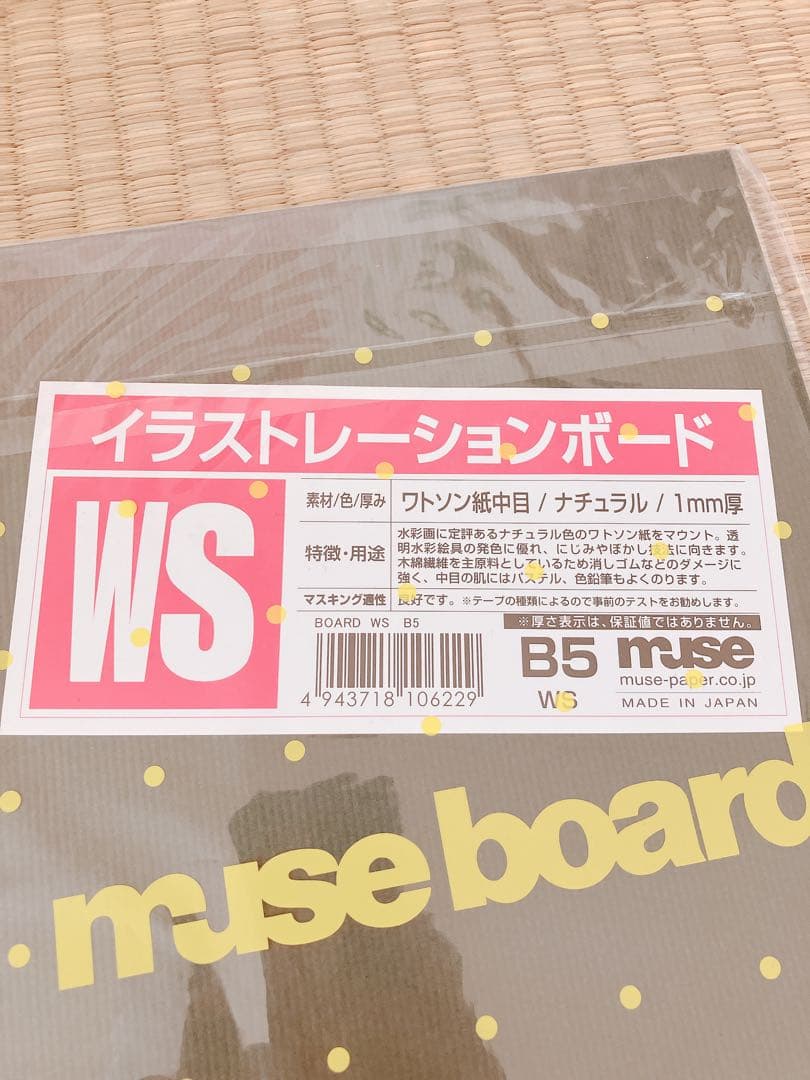 イラストレーションボード
WS
素材/色/厚み ワトソン紙中目 / ナチュラル / 1mm厚
特徴・用途
水彩画に定評あるナチュラル色のワトソン紙をマウント。透
明水彩絵具の発色に優れ、にじみやぼかし技法に向きます。
木綿繊維を主原料としているため消しゴムなどのダメージに
強く、中目の肌にはパステル、色鉛筆もよくのります。
マスキング適性 良好です。※テープの種類によるので事前のテストをお勧めします。
BOARD WS B5
4 943718 106229
※厚さ表示は、保証値ではありません。
B5
WS
muse
muse-paper.co.jp
MADE IN JAPAN
muse board